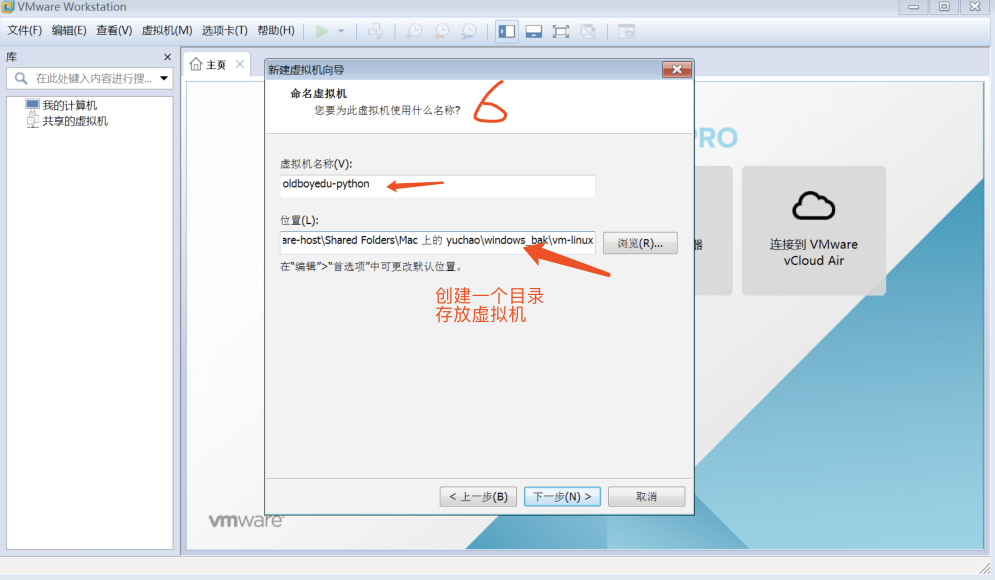 VMware Workstation
文件(F) 编辑(E) 查看(V) 虚拟机(M) 选项卡(T) 帮助(H)
库
在此处键入内容进行搜...
我的计算机
共享的虚拟机
主页
新建虚拟机向导
命名虚拟机
您要为此虚拟机使用什么名称?
6
PRO
虚拟机名称(V):
oldboyedu-python
位置(L):
are-host\Shared Folders\Mac 上的 yuchao\windows_bak\vm-linux
浏览(R)...
在"编辑">"首选项"中可更改默认位置。
创建一个目录
存放虚拟机
器
连接到 VMware
vCloud Air
< 上一步(B)
下一步(N) >
取消
vmware